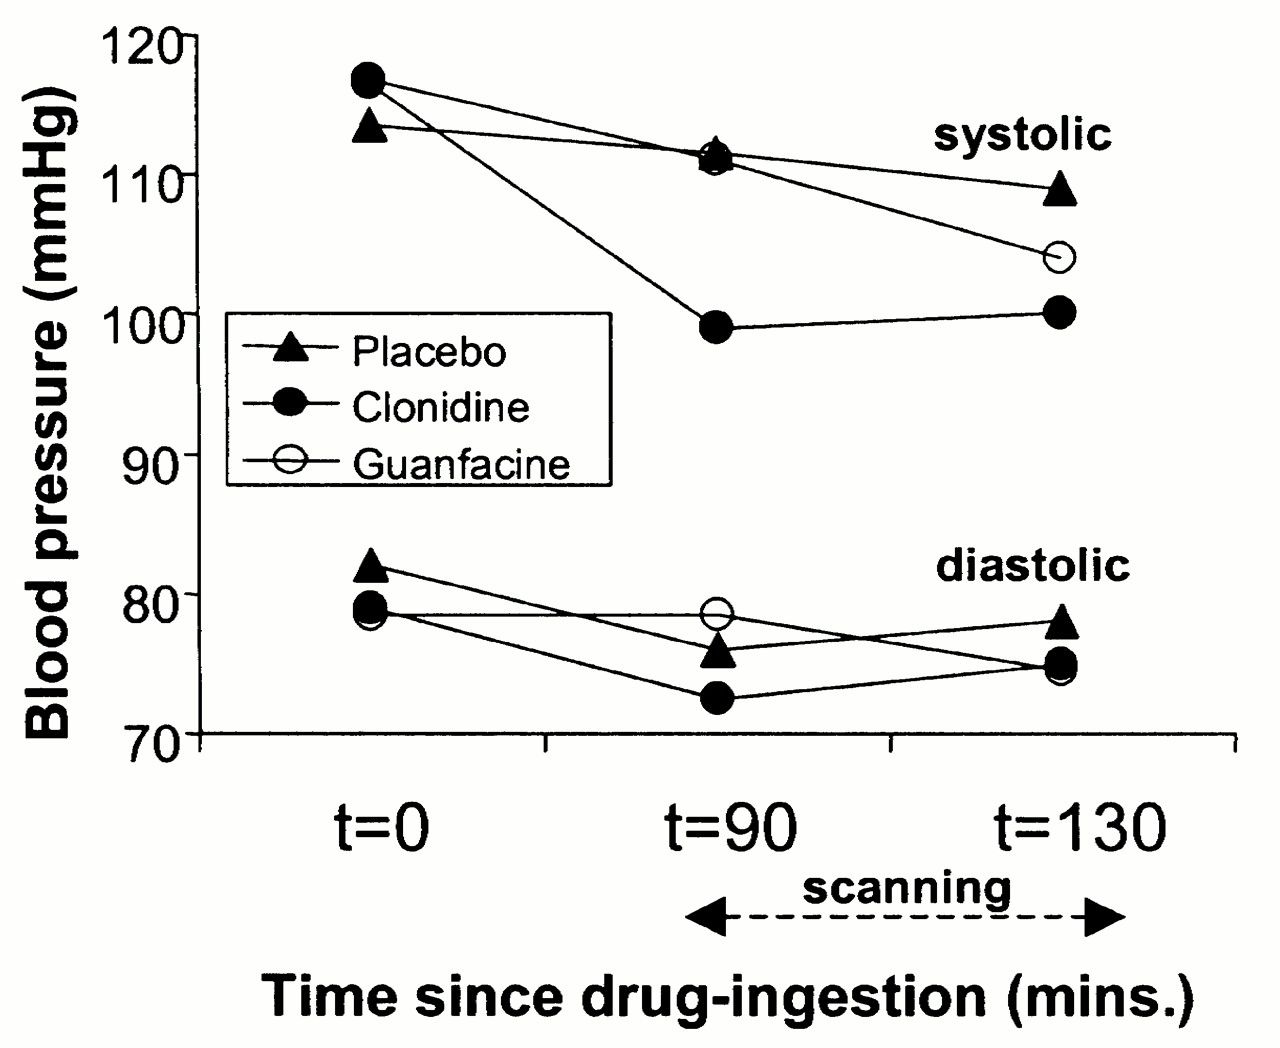 Blood pressure (mmHg)
120
110
100
90
80
70
systolic
Placebo
Clonidine
Guanfacine
diastolic
t=0 t=90 t=130
scanning
Time since drug-ingestion (mins.)